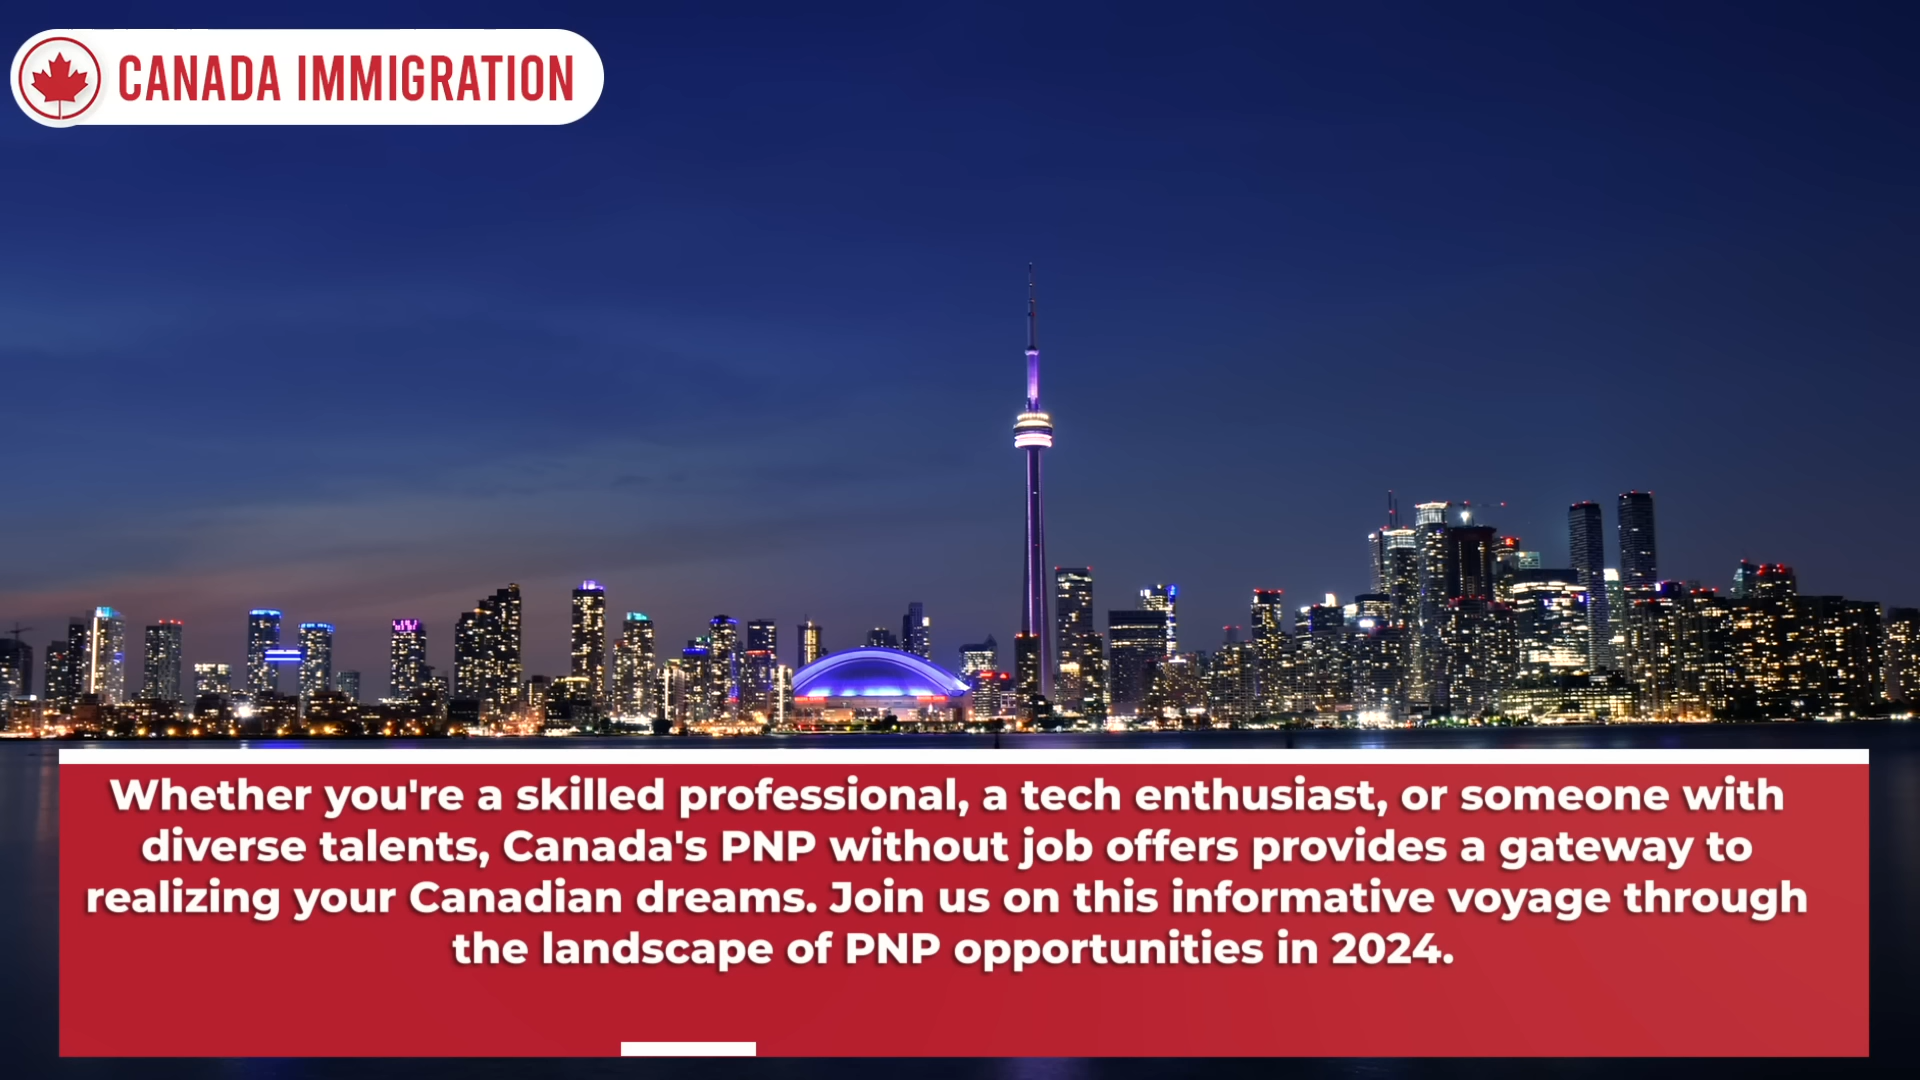 CANADA IMMIGRATION
Whether you're a skilled professional, a tech enthusiast, or someone with
diverse talents, Canada's PNP without job offers provides a gateway to
realizing your Canadian dreams. Join us on this informative voyage through
the landscape of PNP opportunities in 2024.